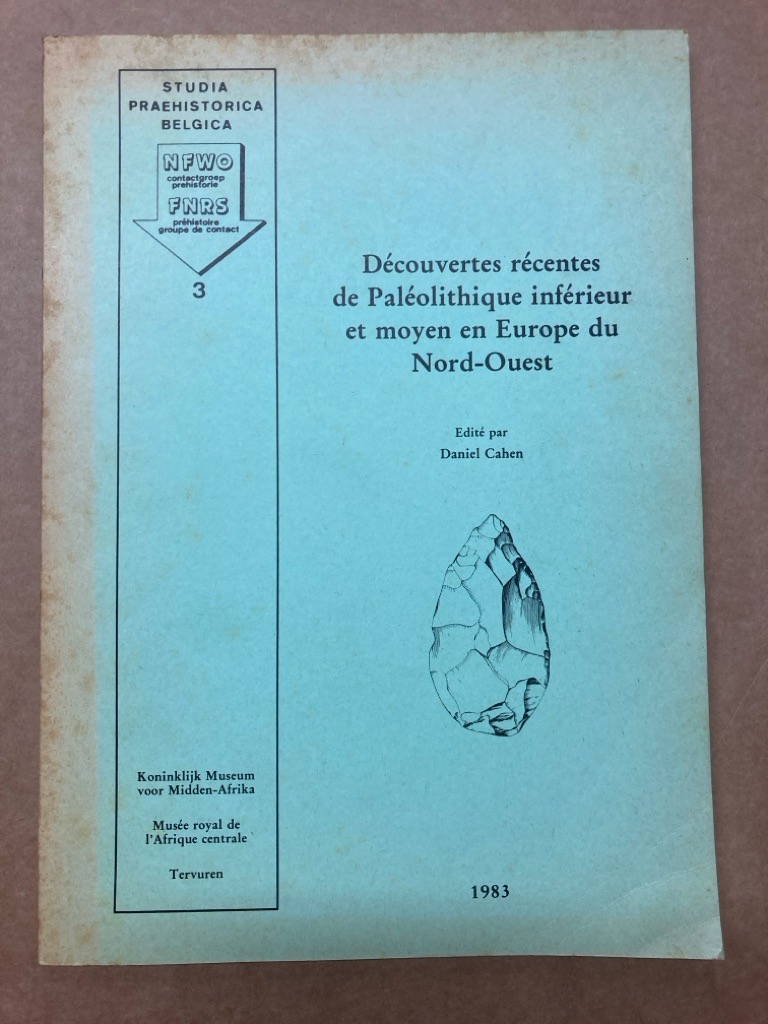 STUDIA
PRAEHISTORICA
BELGICA
NFWO
contactgroep
prehistorie
FNRS
préhistoire
groupe de contact
3
Découvertes récentes
de Paléolithique inférieur
et moyen en Europe du
Nord-Ouest
Edité par
Daniel Cahen
Koninklijk Museum
voor Midden-Afrika
Musée royal de
l'Afrique centrale
Tervuren
1983